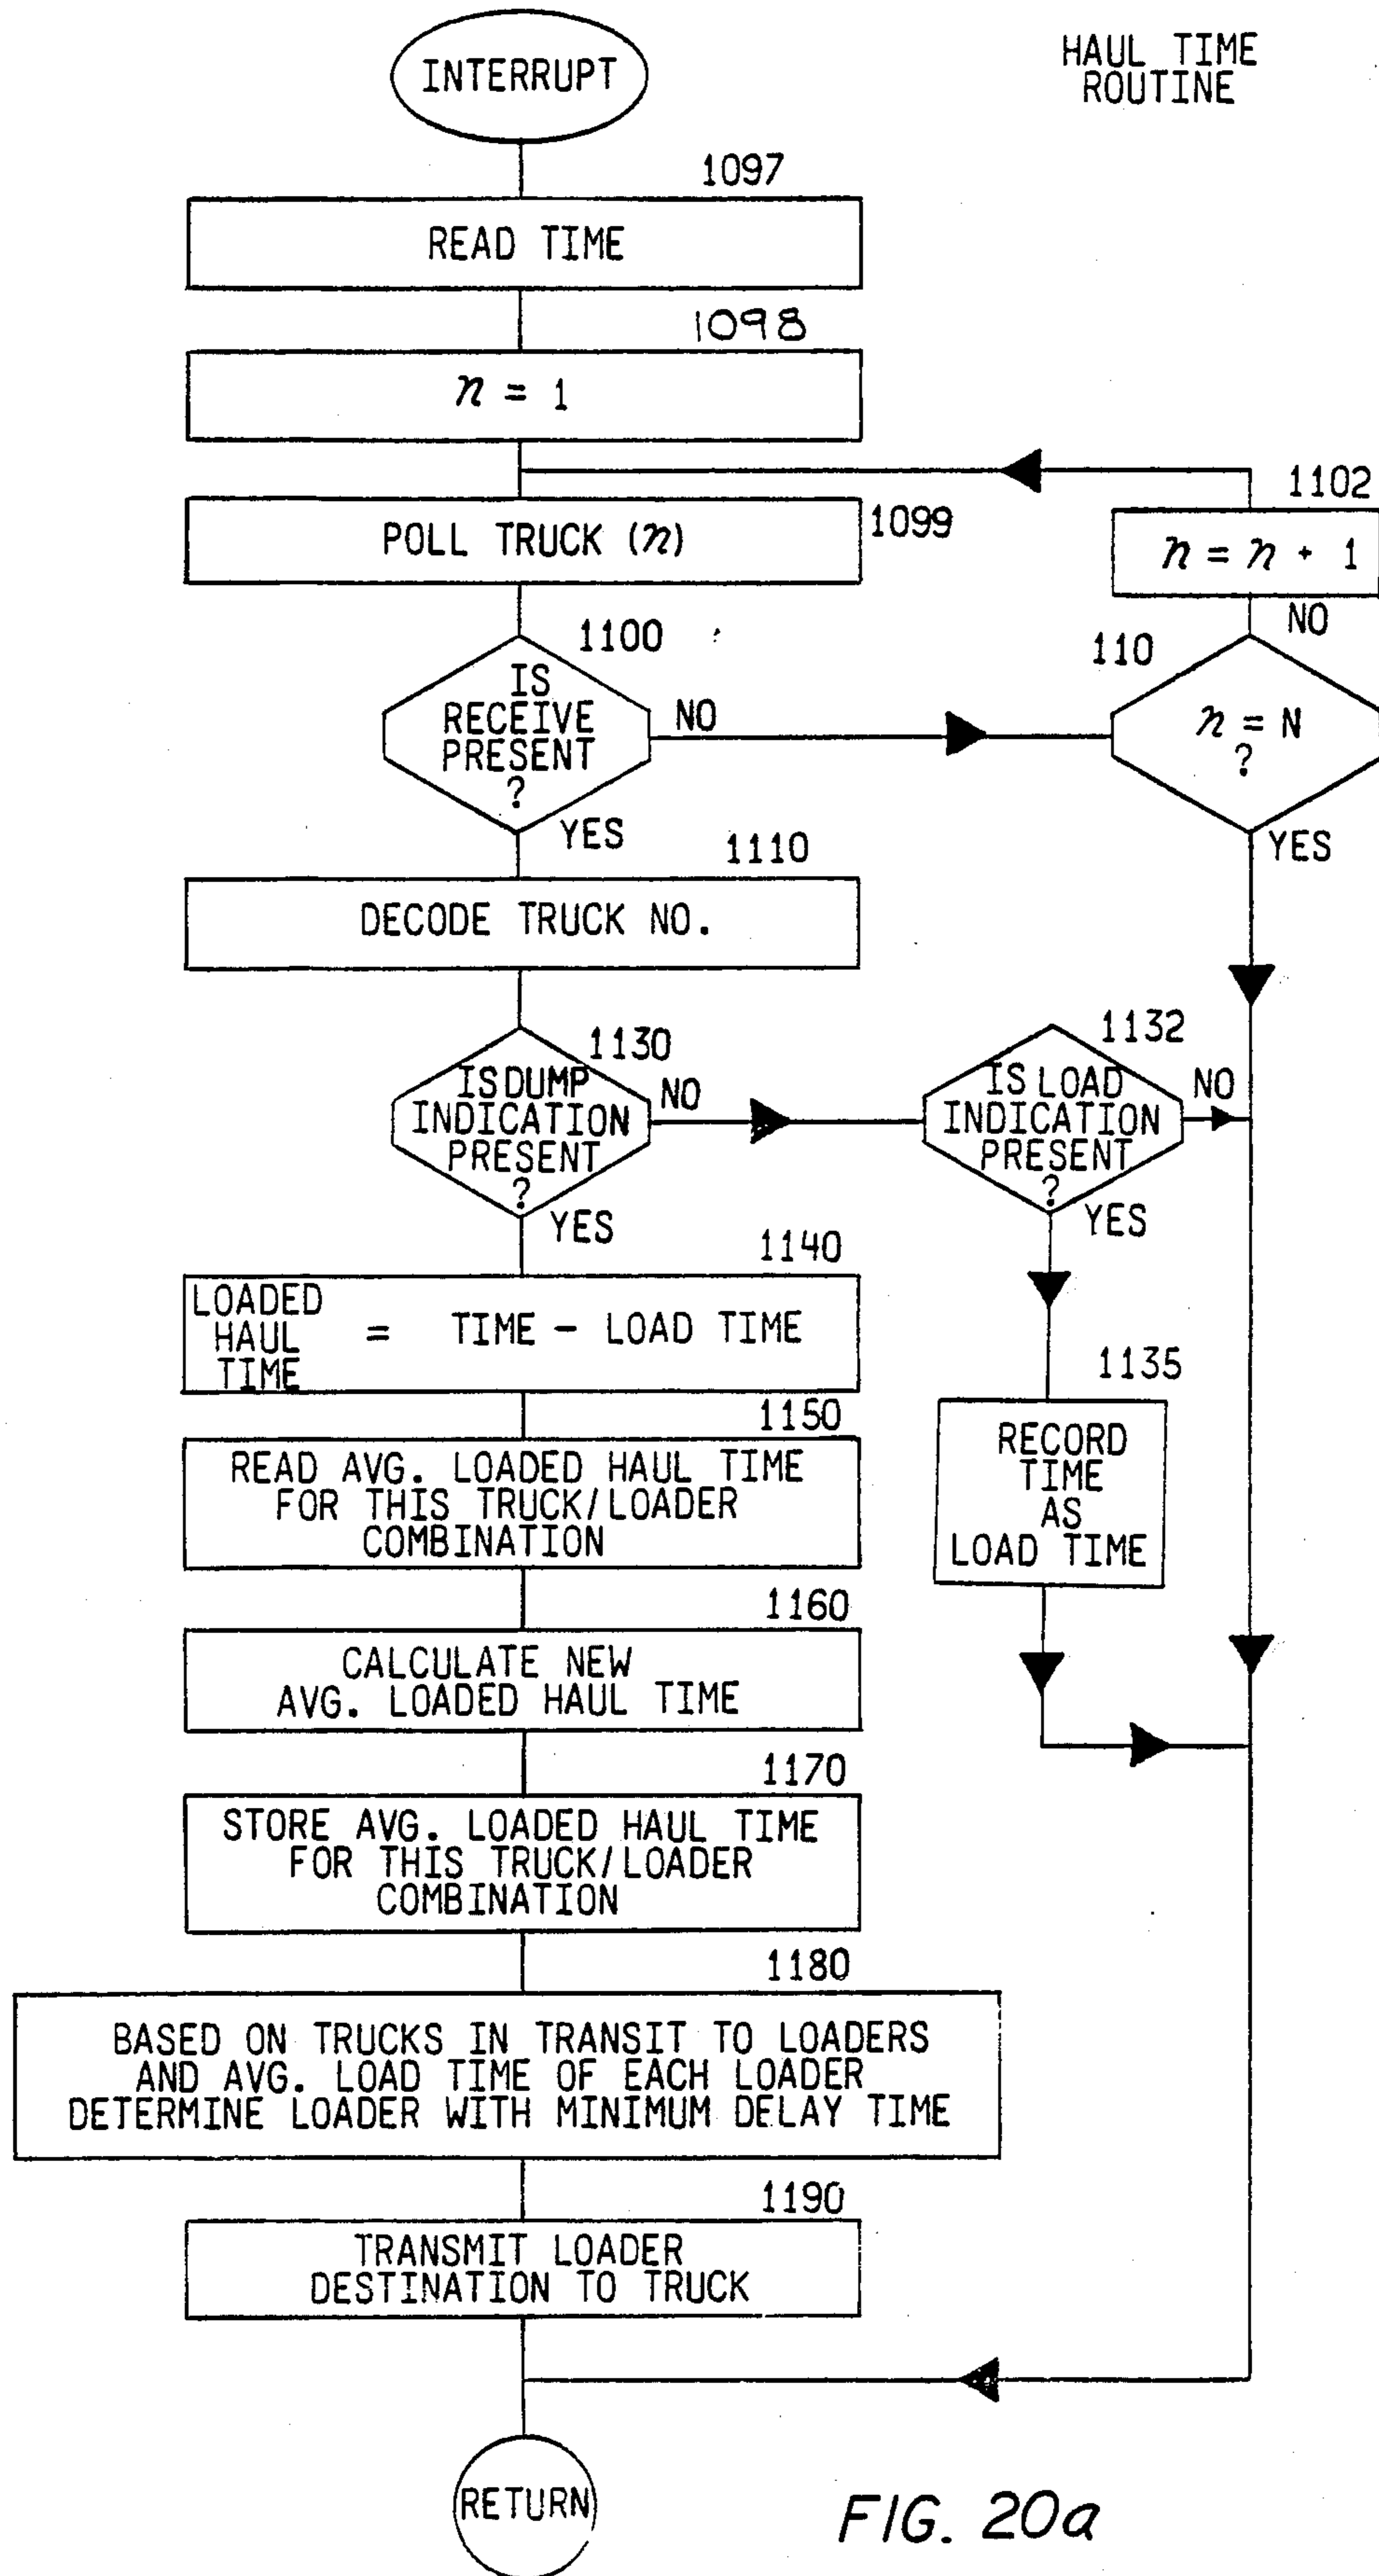 INTERRUPT
HAUL TIME
ROUTINE
1097
READ TIME
1098
n = 1
1102
POLL TRUCK (n)
1099
n = n + 1
NO
1100
IS
RECEIVE
PRESENT
?
NO
110
n = N
?
YES
YES
1110
DECODE TRUCK NO.
1130
IS DUMP
INDICATION
PRESENT
?
NO
1132
IS LOAD
INDICATION
PRESENT
?
NO
YES
YES
1140
LOADED
HAUL
TIME
= TIME - LOAD TIME
1135
RECORD
TIME
AS
LOAD TIME
1150
READ AVG. LOADED HAUL TIME
FOR THIS TRUCK/LOADER
COMBINATION
1160
CALCULATE NEW
AVG. LOADED HAUL TIME
1170
STORE AVG. LOADED HAUL TIME
FOR THIS TRUCK/LOADER
COMBINATION
1180
BASED ON TRUCKS IN TRANSIT TO LOADERS
AND AVG. LOAD TIME OF EACH LOADER
DETERMINE LOADER WITH MINIMUM DELAY TIME
1190
TRANSMIT LOADER
DESTINATION TO TRUCK
RETURN
FIG. 20a